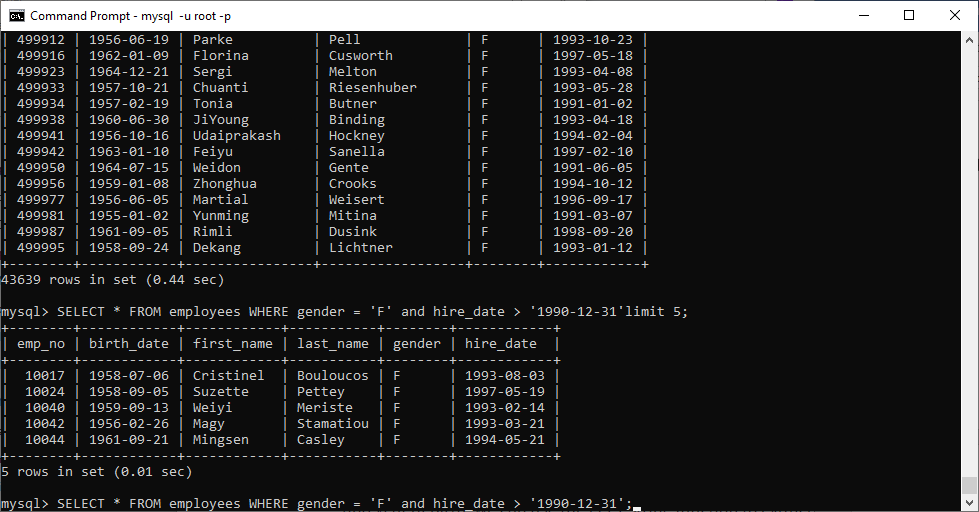 Command Prompt - mysql  -u root -p
| 499912 | 1956-06-19 | Parke          | Pell             | F      | 1993-10-23 |
| 499916 | 1962-01-09 | Florina        | Cusworth         | F      | 1997-05-18 |
| 499923 | 1964-12-21 | Sergi          | Melton           | F      | 1993-04-08 |
| 499933 | 1957-10-21 | Chuanti        | Riesenhuber      | F      | 1993-05-28 |
| 499934 | 1957-02-19 | Tonia          | Butner           | F      | 1991-01-02 |
| 499938 | 1960-06-30 | JiYoung        | Binding          | F      | 1993-04-18 |
| 499941 | 1956-10-16 | Udaiprakash    | Hockney          | F      | 1994-02-04 |
| 499942 | 1963-01-10 | Feiyu          | Sanella          | F      | 1997-02-10 |
| 499950 | 1964-07-15 | Weidon         | Gente            | F      | 1991-06-05 |
| 499956 | 1959-01-08 | Zhonghua       | Crooks           | F      | 1994-10-12 |
| 499977 | 1956-06-05 | Martial        | Weisert          | F      | 1996-09-17 |
| 499981 | 1955-01-02 | Yunming        | Mitina           | F      | 1991-03-07 |
| 499987 | 1961-09-05 | Rimli          | Dusink           | F      | 1998-09-20 |
| 499995 | 1958-09-24 | Dekang         | Lichtner         | F      | 1993-01-12 |
+--------+------------+----------------+------------------+--------+------------+
43639 rows in set (0.44 sec)
mysql> SELECT * FROM employees WHERE gender = 'F' and hire_date > '1990-12-31'limit 5;
+--------+------------+------------+-----------+--------+------------+
| emp_no | birth_date | first_name | last_name | gender | hire_date  |
+--------+------------+------------+-----------+--------+------------+
|  10017 | 1958-07-06 | Cristinel  | Bouloucos | F      | 1993-08-03 |
|  10024 | 1958-09-05 | Suzette    | Pettey    | F      | 1997-05-19 |
|  10040 | 1959-09-13 | Weiyi      | Meriste   | F      | 1993-02-14 |
|  10042 | 1956-02-26 | Magy       | Stamatiou | F      | 1993-03-21 |
|  10044 | 1961-09-21 | Mingsen    | Casley    | F      | 1994-05-21 |
+--------+------------+------------+-----------+--------+------------+
5 rows in set (0.01 sec)
mysql> SELECT * FROM employees WHERE gender = 'F' and hire_date > '1990-12-31';